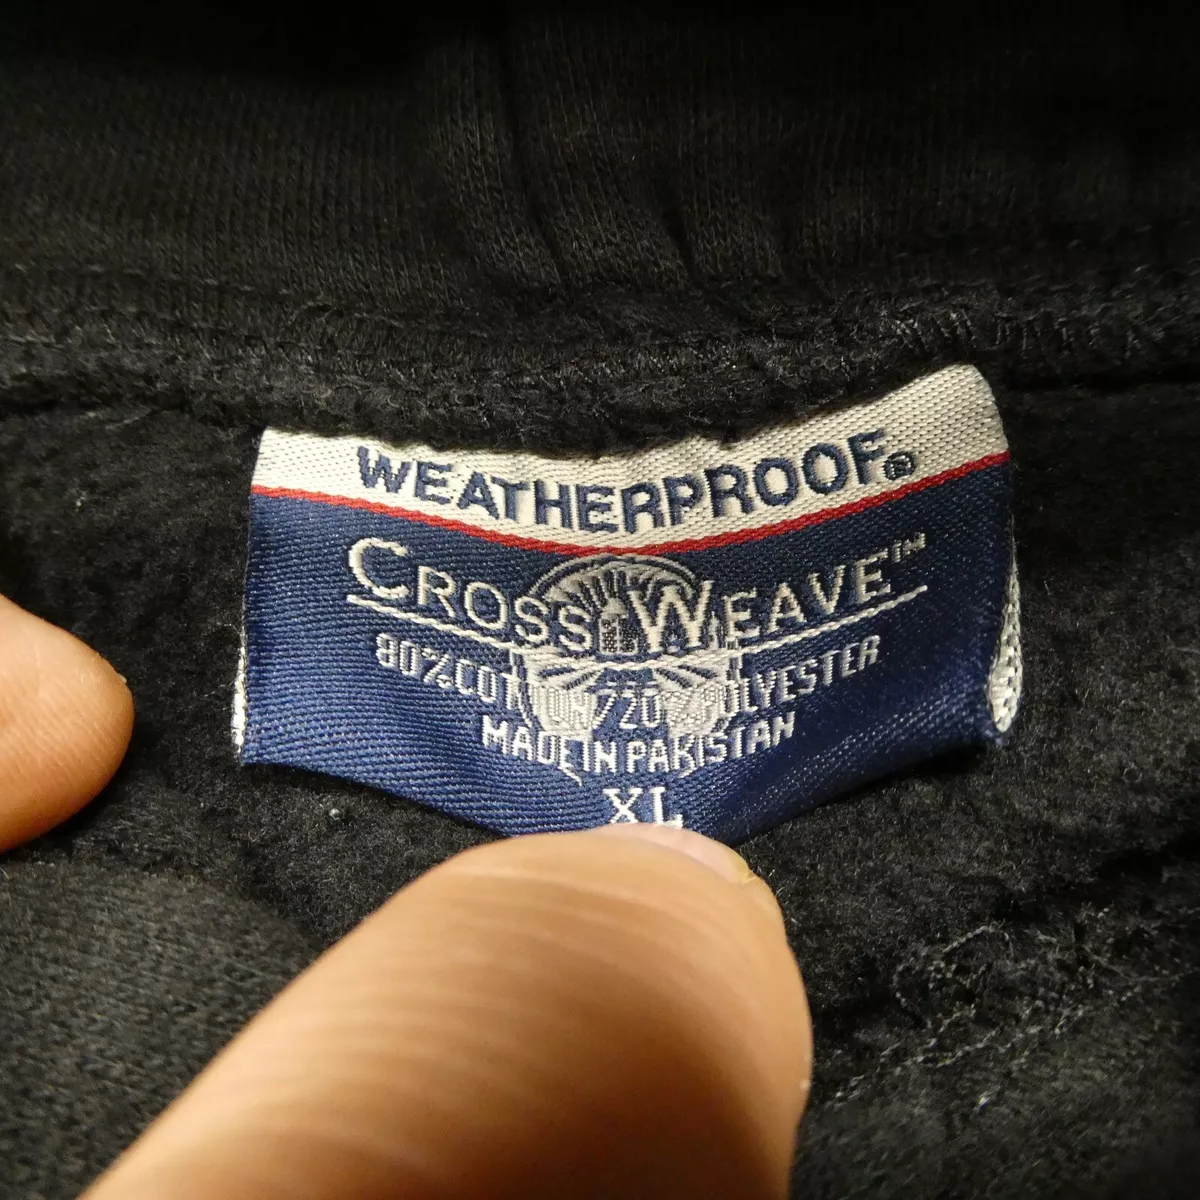 WEATHERPROOF®
CROSS WEAVE™
80% COTTON/20% POLYESTER
MADE IN PAKISTAN
XL